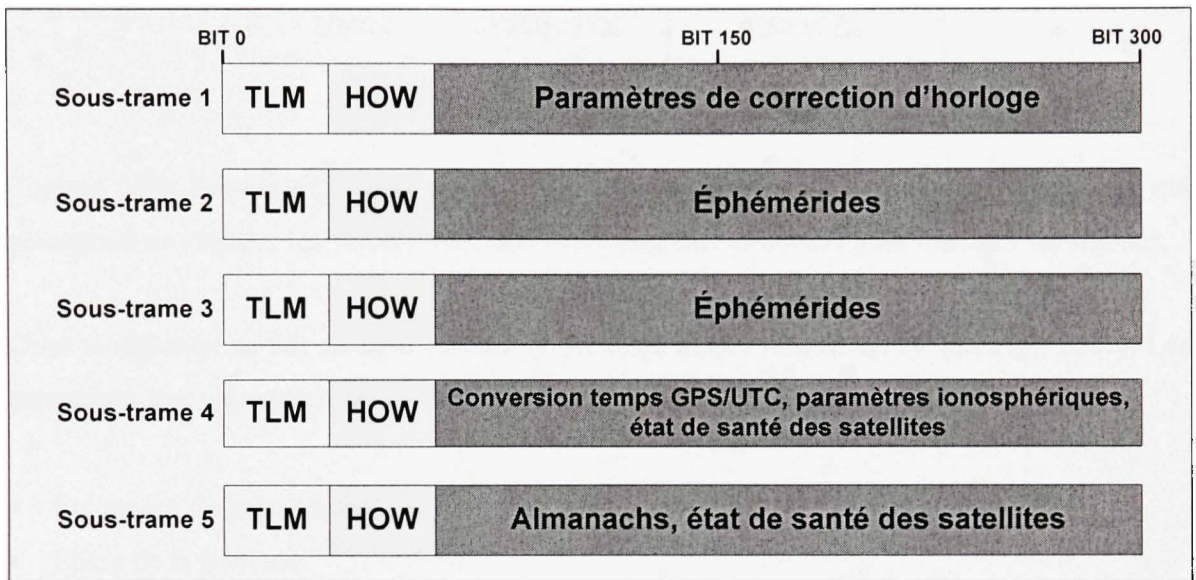 BIT 0 BIT 150 BIT 300
Sous-trame 1 TLM HOW Paramètres de correction d'horloge
Sous-trame 2 TLM HOW Éphémérides
Sous-trame 3 TLM HOW Éphémérides
Sous-trame 4 TLM HOW Conversion temps GPS/UTC, paramètres ionosphériques,
état de santé des satellites
Sous-trame 5 TLM HOW Almanachs, état de santé des satellites